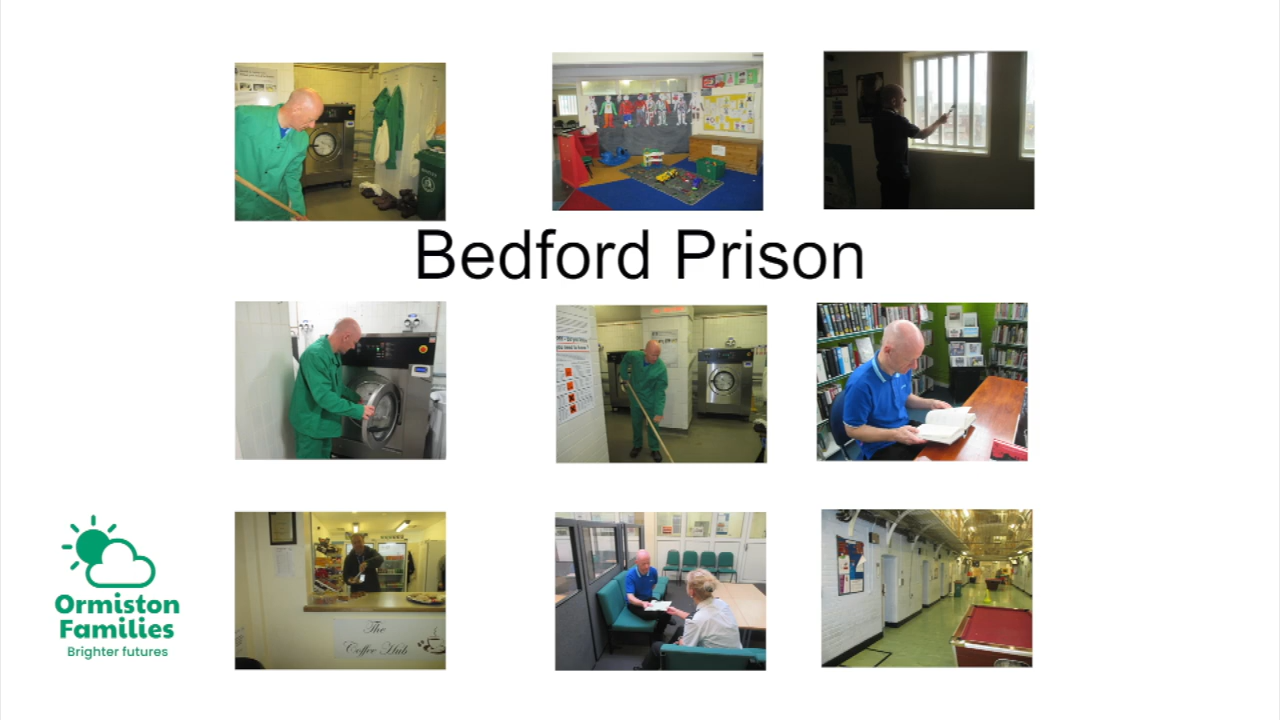 Bedford Prison
The
Coffee Hub
Ormiston
Families
Brighter futures